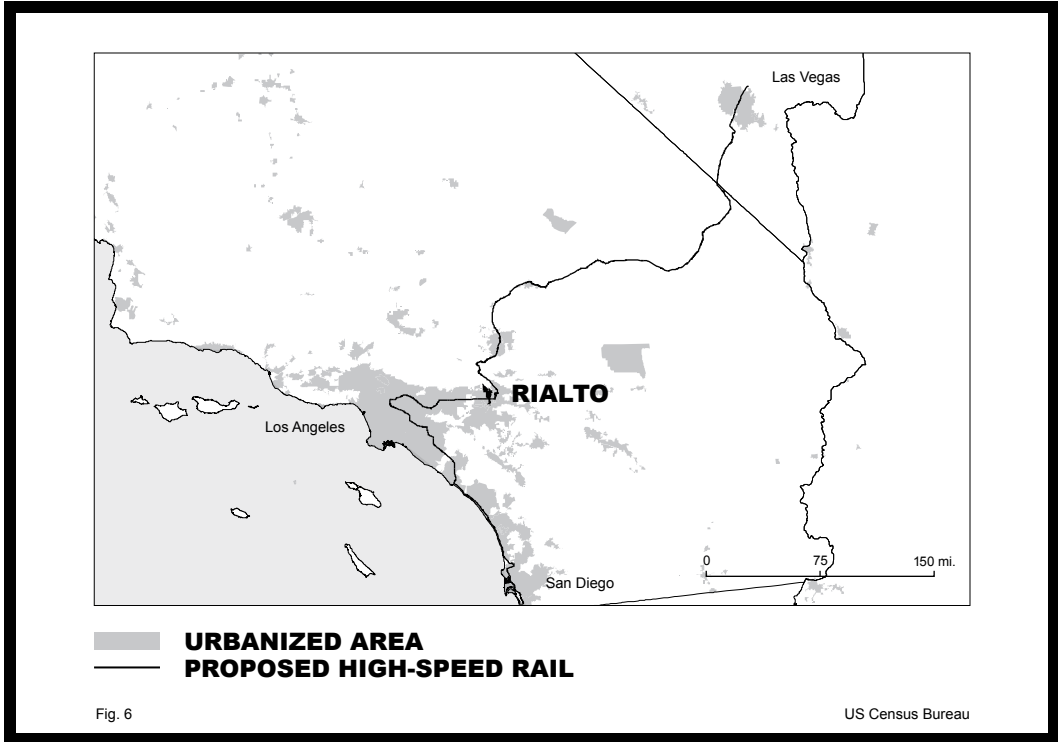 Las Vegas
RIALTO
Los Angeles
0 75 150 mi.
San Diego
URBANIZED AREA
PROPOSED HIGH-SPEED RAIL
Fig. 6 US Census Bureau